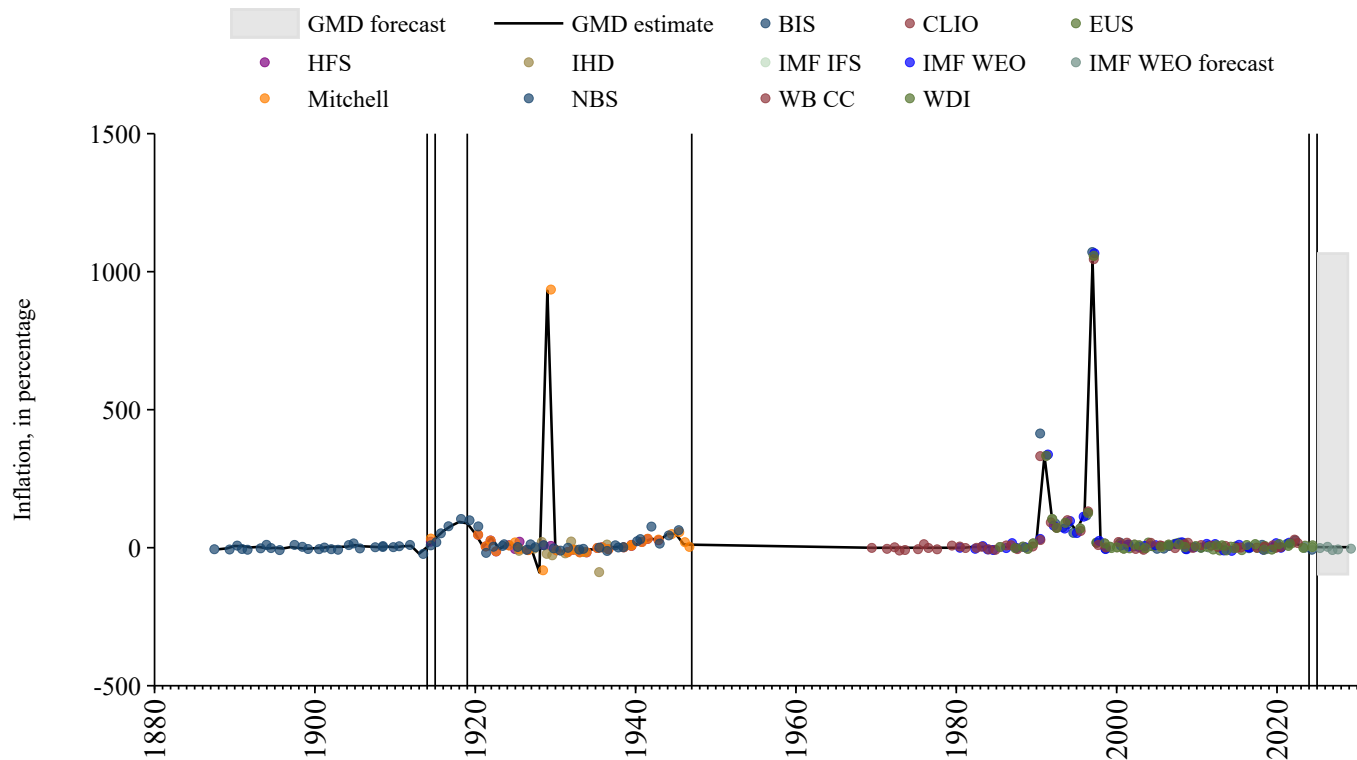 GMD forecast GMD estimate BIS CLIO EUS
HFS IHD IMF IFS IMF WEO IMF WEO forecast
Mitchell NBS WB CC WDI
Inflation, in percentage
1500
1000
500
0
-500
1880 1900 1920 1940 1960 1980 2000 2020